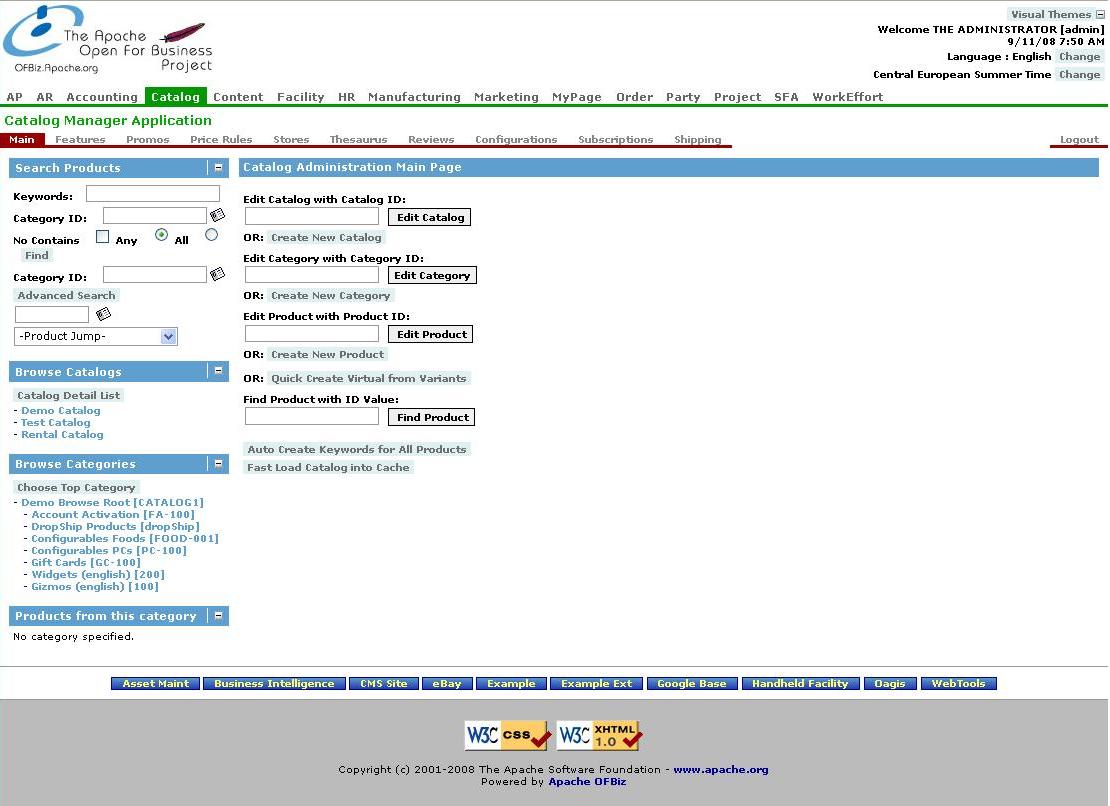 The Apache
Open For Business
Project
OFBiz.Apache.org
Visual Themes
Welcome THE ADMINISTRATOR [admin]
9/11/08 7:50 AM
Language : English Change
Central European Summer Time Change
AP AR Accounting Catalog Content Facility HR Manufacturing Marketing MyPage Order Party Project SFA WorkEffort
Catalog Manager Application
Main Features Promos Price Rules Stores Thesaurus Reviews Configurations Subscriptions Shipping Logout
Search Products
Keywords:
Category ID:
No Contains Any All
Find
Category ID:
Advanced Search
-Product Jump-
Browse Catalogs
Catalog Detail List
- Demo Catalog
- Test Catalog
- Rental Catalog
Browse Categories
Choose Top Category
- Demo Browse Root [CATALOG1]
- Account Activation [FA-100]
- DropShip Products [dropShip]
- Configurables Foods [FOOD-001]
- Configurables PCs [PC-100]
- Gift Cards [GC-100]
- Widgets (english) [200]
- Gizmos (english) [100]
Products from this category
No category specified.
Catalog Administration Main Page
Edit Catalog with Catalog ID:
Edit Catalog
OR: Create New Catalog
Edit Category with Category ID:
Edit Category
OR: Create New Category
Edit Product with Product ID:
Edit Product
OR: Create New Product
OR: Quick Create Virtual from Variants
Find Product with ID Value:
Find Product
Auto Create Keywords for All Products
Fast Load Catalog into Cache
Asset Maint Business Intelligence CMS Site eBay Example Example Ext Google Base Handheld Facility Oagis WebTools
W3C CSS W3C XHTML 1.0
Copyright (c) 2001-2008 The Apache Software Foundation - www.apache.org
Powered by Apache OFBiz